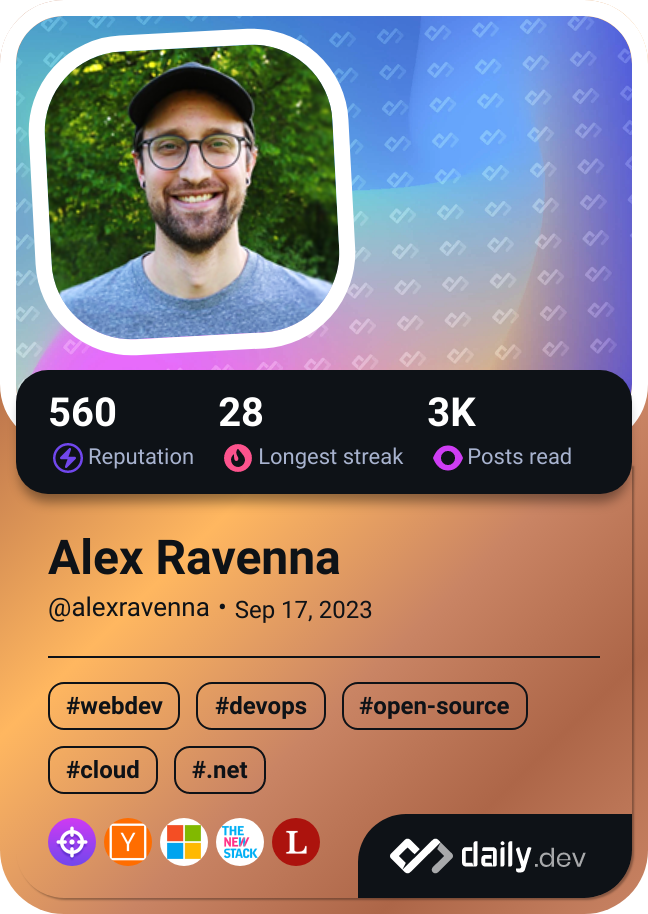 560 28 3K
Reputation Longest streak Posts read
Alex Ravenna
@alexravenna • Sep 17, 2023
#webdev #devops #open-source
#cloud #.net
Y THE NEW STACK L
daily.dev